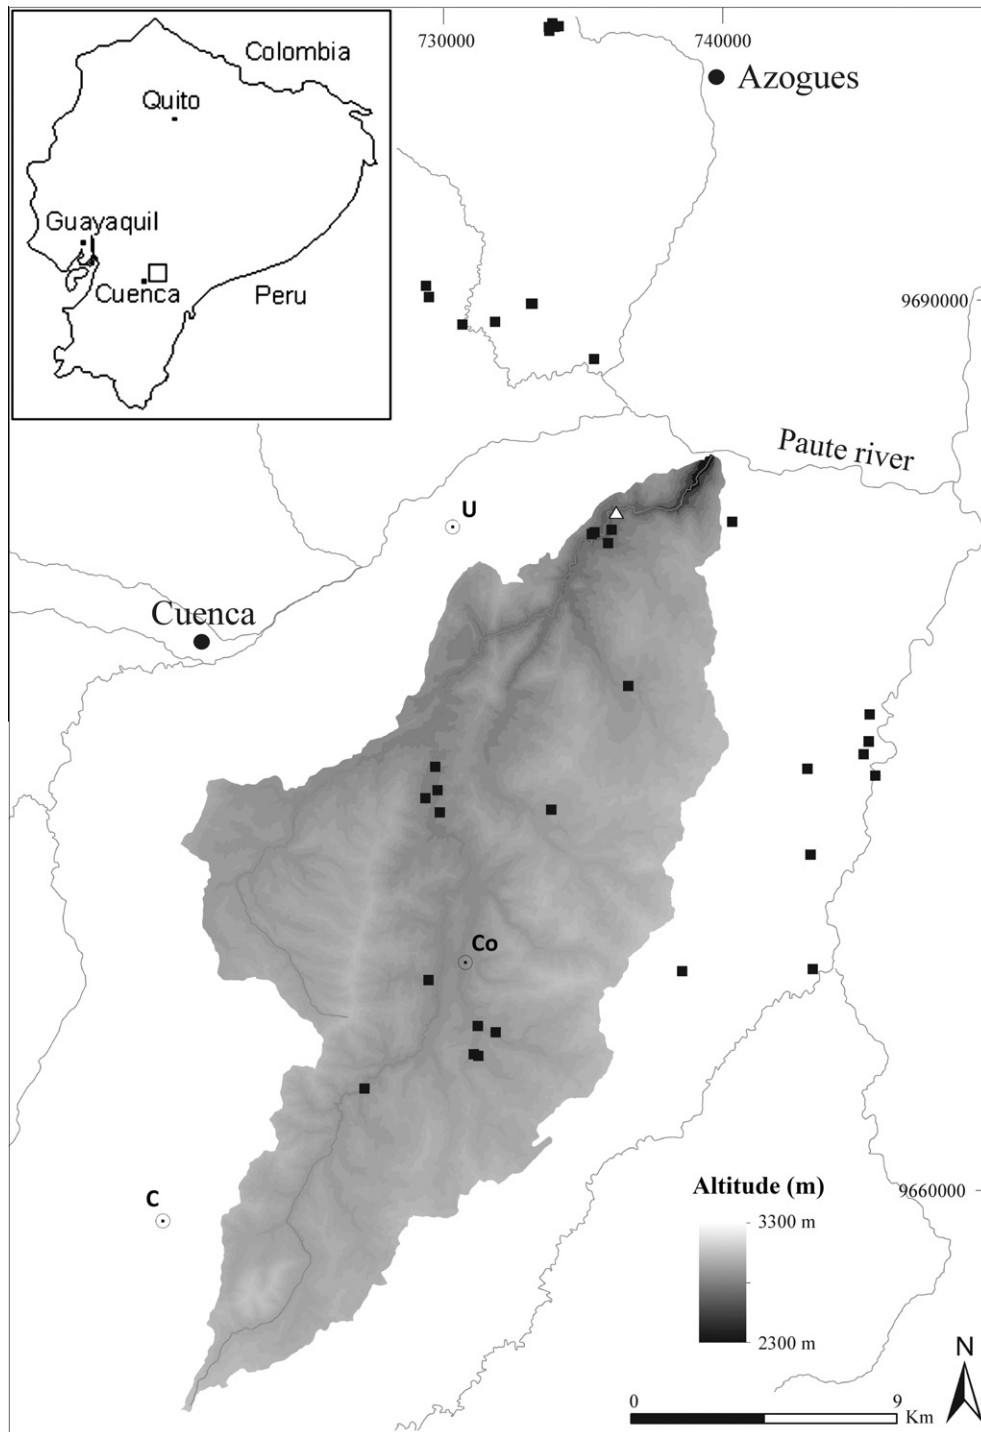 730000
740000
Colombia
Quito
Guayaquil
Cuenca
Peru
Azogues
9690000
Paute river
U
Cuenca
Co
C
Altitude (m)
3300 m
2300 m
9660000
N
0
9
Km